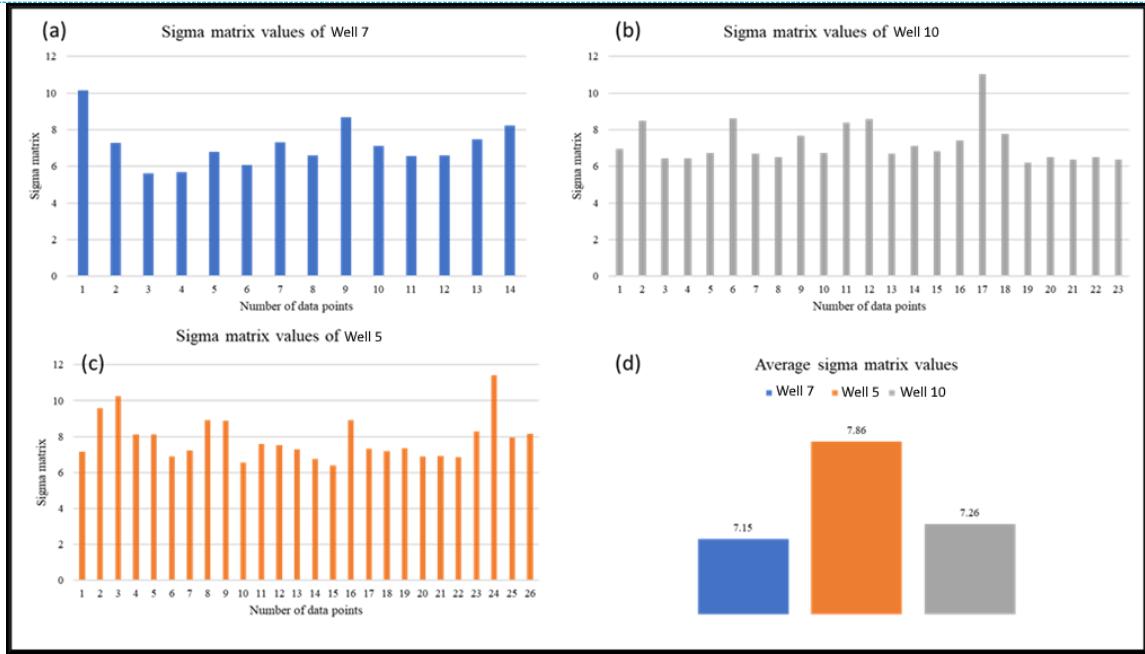 (a)
Sigma matrix values of Well 7
12
10
8
6
4
2
0
Sigma matrix
1 2 3 4 5 6 7 8 9 10 11 12 13 14
Number of data points
(b)
Sigma matrix values of Well 10
12
10
8
6
4
2
0
Sigma matrix
1 2 3 4 5 6 7 8 9 10 11 12 13 14 15 16 17 18 19 20 21 22 23
Number of data points
Sigma matrix values of Well 5
(c)
12
10
8
6
4
2
0
Sigma matrix
1 2 3 4 5 6 7 8 9 10 11 12 13 14 15 16 17 18 19 20 21 22 23 24 25 26
Number of data points
(d)
Average sigma matrix values
Well 7 Well 5 Well 10
7.15
7.86
7.26